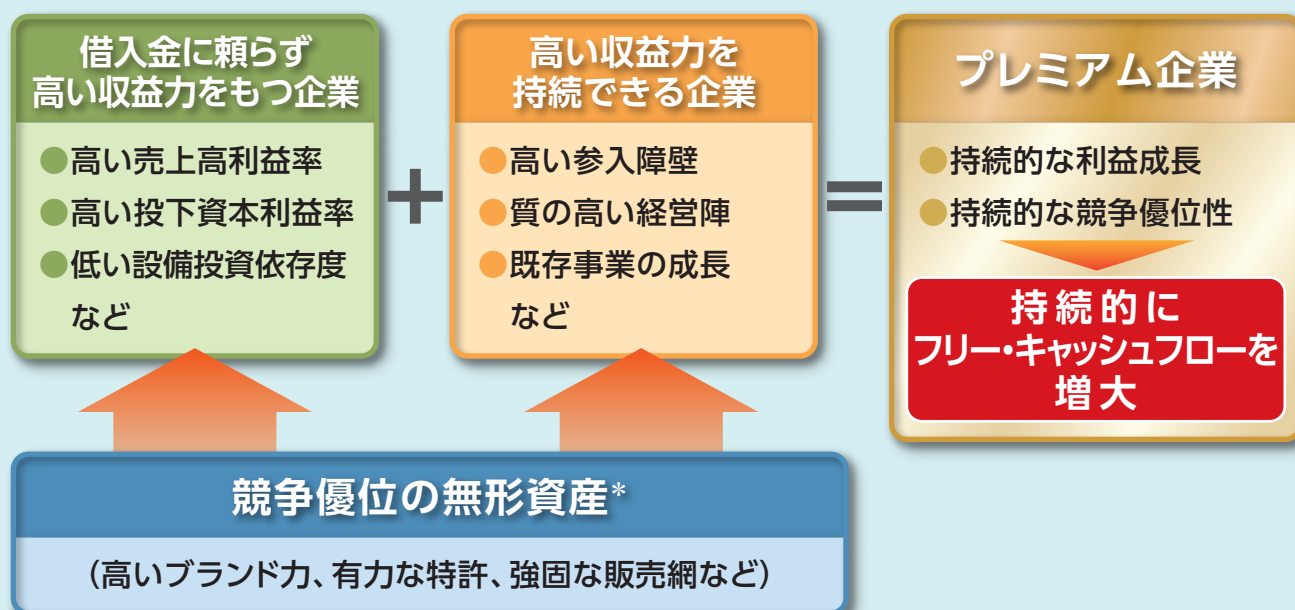 借入金に頼らず
高い収益力をもつ企業
●高い売上高利益率
●高い投下資本利益率
●低い設備投資依存度
など
+
高い収益力を
持続できる企業
●高い参入障壁
●質の高い経営陣
●既存事業の成長
など
=
プレミアム企業
●持続的な利益成長
●持続的な競争優位性
持続的に
フリー・キャッシュフローを
増大
競争優位の無形資産*
(高いブランド力、有力な特許、強固な販売網など)